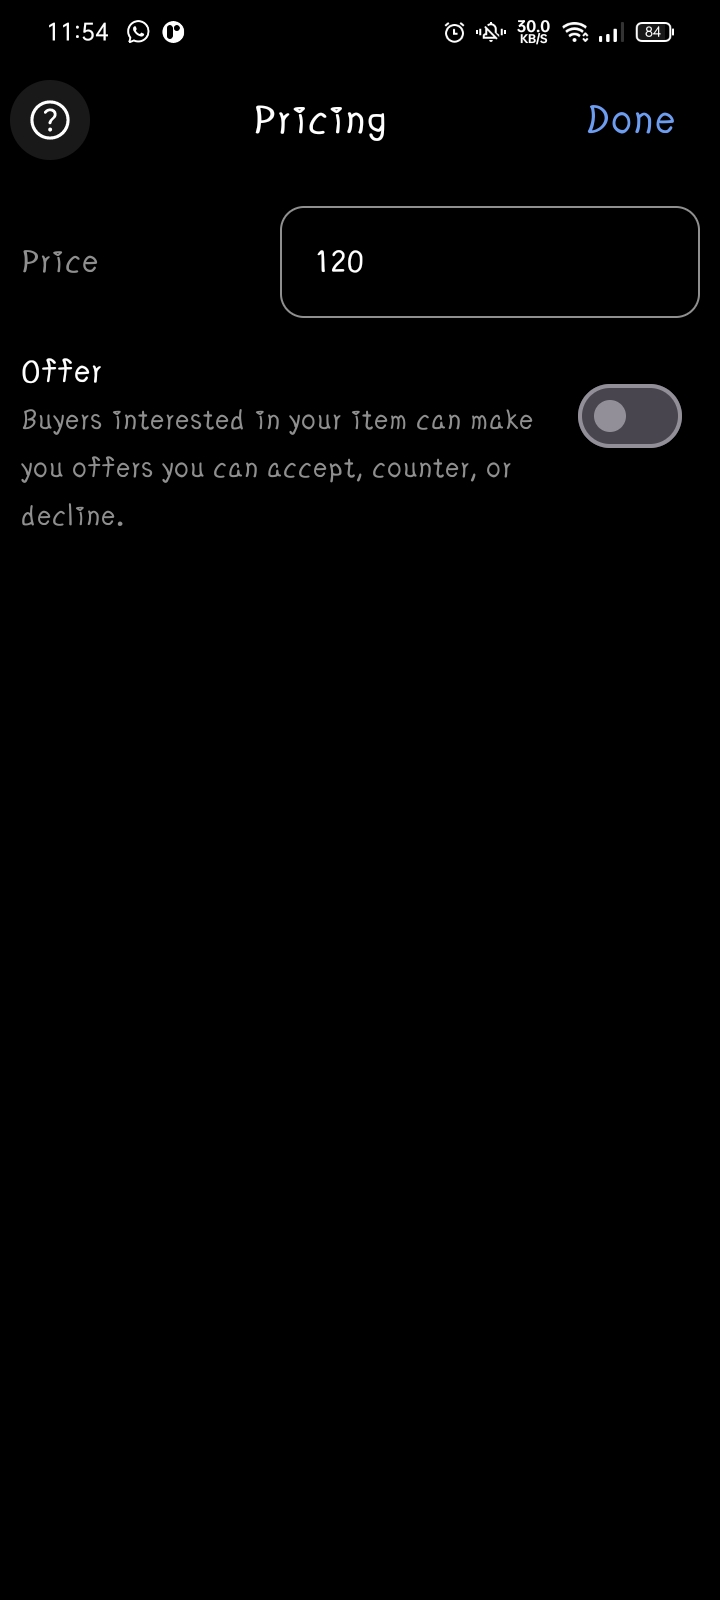 11:54
30.0
KB/S
84
Pricing
Done
Price
120
Offer
Buyers interested in your item can make
you offers you can accept, counter, or
decline.